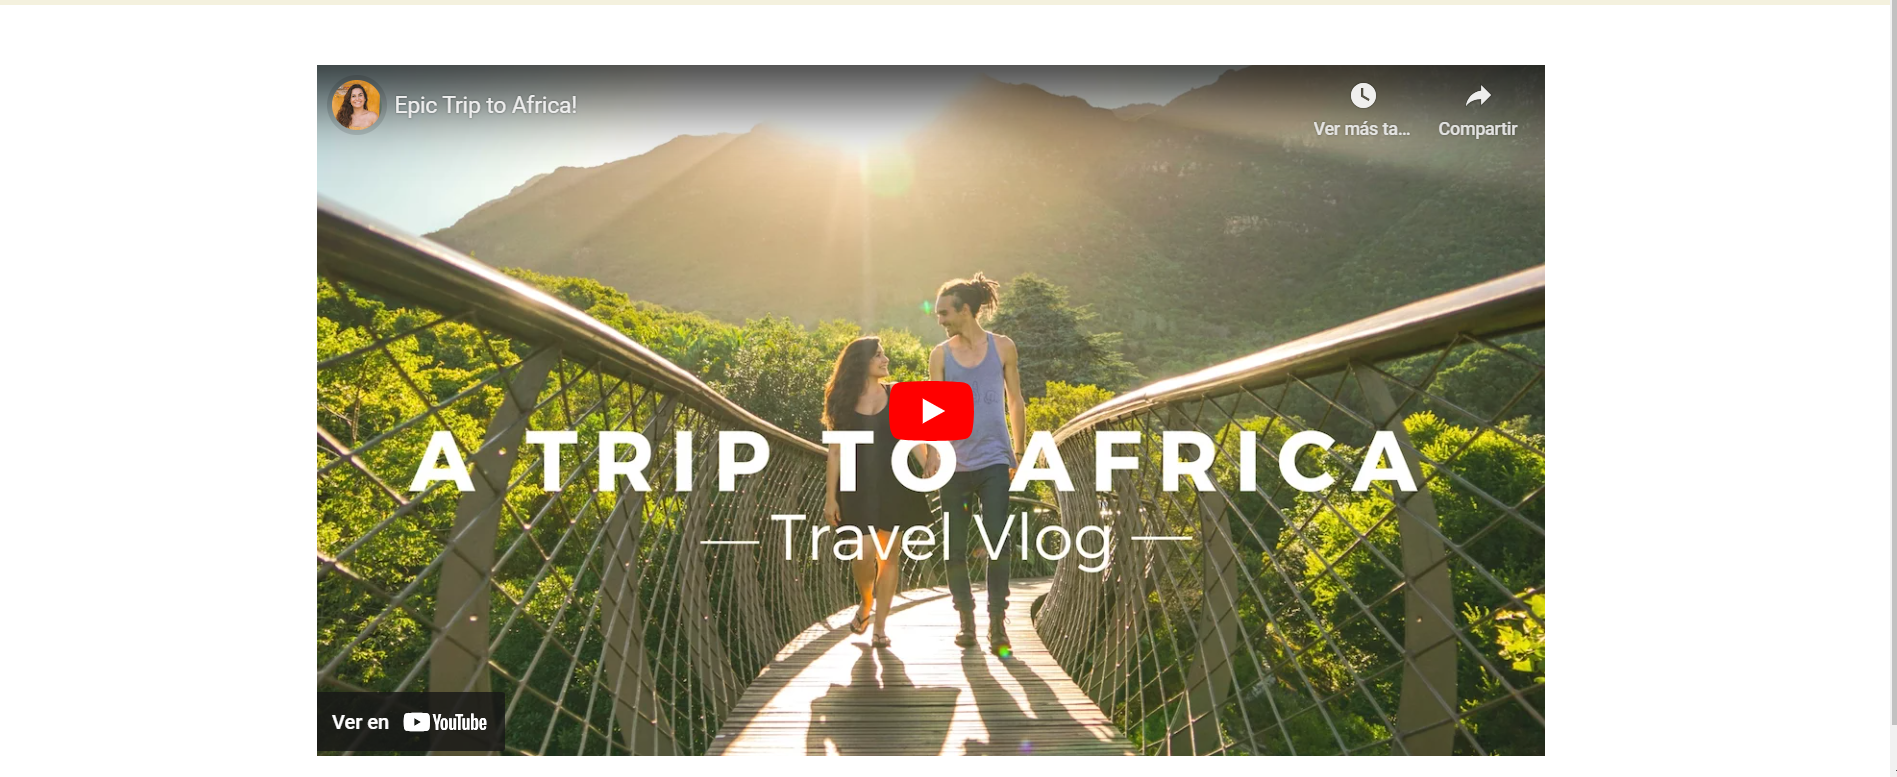 Epic Trip to Africa!
Ver más ta...
Compartir
A TRIP TO AFRICA
Travel Vlog
Ver en YouTube